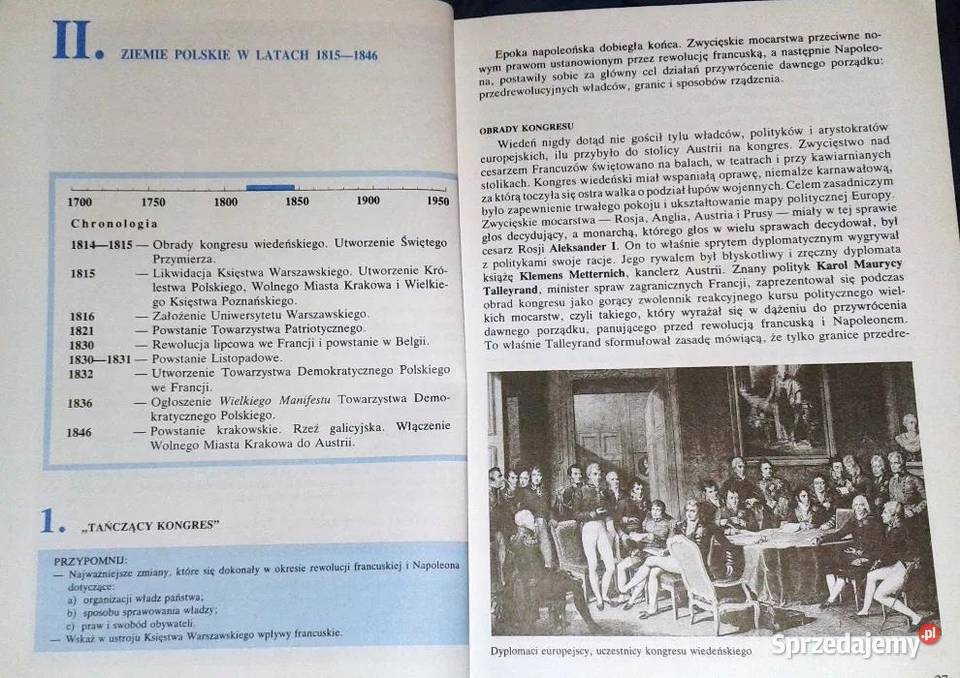 II. ZIEMIE POLSKIE W LATACH 1815—1846
1700 1750 1800 1850 1900 1950
Chronologia
1814—1815 — Obrady kongresu wiedeńskiego. Utworzenie Świętego
Przymierza.
1815 — Likwidacja Księstwa Warszawskiego. Utworzenie Kró-
lestwa Polskiego, Wolnego Miasta Krakowa i Wielkie-
go Księstwa Poznańskiego.
1816 — Założenie Uniwersytetu Warszawskiego.
1821 — Powstanie Towarzystwa Patriotycznego.
1830 — Rewolucja lipcowa we Francji i powstanie w Belgii.
1830—1831 — Powstanie Listopadowe.
1832 — Utworzenie Towarzystwa Demokratycznego Polskiego
we Francji.
1836 — Ogłoszenie Wielkiego Manifestu Towarzystwa Demo-
kratycznego Polskiego.
1846 — Powstanie krakowskie. Rzeź galicyjska. Włączenie
Wolnego Miasta Krakowa do Austrii.
1. „TAŃCZĄCY KONGRES”
PRZYPOMNIJ:
— Najważniejsze zmiany, które się dokonały w okresie rewolucji francuskiej i Napoleona
dotyczące:
a) organizacji władz państwa;
b) sposobu sprawowania władzy;
c) praw i swobód obywateli.
— Wskaż w ustroju Księstwa Warszawskiego wpływy francuskie.
Epoka napoleońska dobiegła końca. Zwycięskie mocarstwa przeciwne no-
wym prawom ustanowionym przez rewolucję francuską, a następnie Napoleo-
na, postawiły sobie za główny cel działań przywrócenie dawnego porządku:
przedrewolucyjnych władców, granic i sposobów rządzenia.
OBRADY KONGRESU
Wiedeń nigdy dotąd nie gościł tylu władców, polityków i arystokratów
europejskich, ilu przybyło do stolicy Austrii na kongres. Zwycięstwo nad
cesarzem Francuzów świętowano na balach, w teatrach i przy kawiarnianych
stolikach. Kongres wiedeński miał wspaniałą oprawę, niemalże karnawałową,
za którą toczyła się ostra walka o podział łupów wojennych. Celem zasadniczym
było zapewnienie trwałego pokoju i ukształtowanie mapy politycznej Europy.
Zwycięskie mocarstwa — Rosja, Anglia, Austria i Prusy — miały w tej sprawie
głos decydujący, a monarchą, którego głos w wielu sprawach decydował, był
cesarz Rosji Aleksander I. On to właśnie sprytem dyplomatycznym wygrywał
z politykami swoje racje. Jego rywalem był błyskotliwy i zręczny dyplomata
książę Klemens Metternich, kanclerz Austrii. Znany polityk Karol Maurycy
Talleyrand, minister spraw zagranicznych Francji, zaprezentował się podczas
obrad kongresu jako gorący zwolennik reakcyjnego kursu politycznego wiel-
kich mocarstw, czyli takiego, który wyrażał się w dążeniu do przywrócenia
dawnego porządku, panującego przed rewolucją francuską i Napoleonem.
To właśnie Talleyrand sformułował zasadę mówiącą, że tylko granice przedre-
Dyplomaci europejscy, uczestnicy kongresu wiedeńskiego
Sprzedajemy.pl